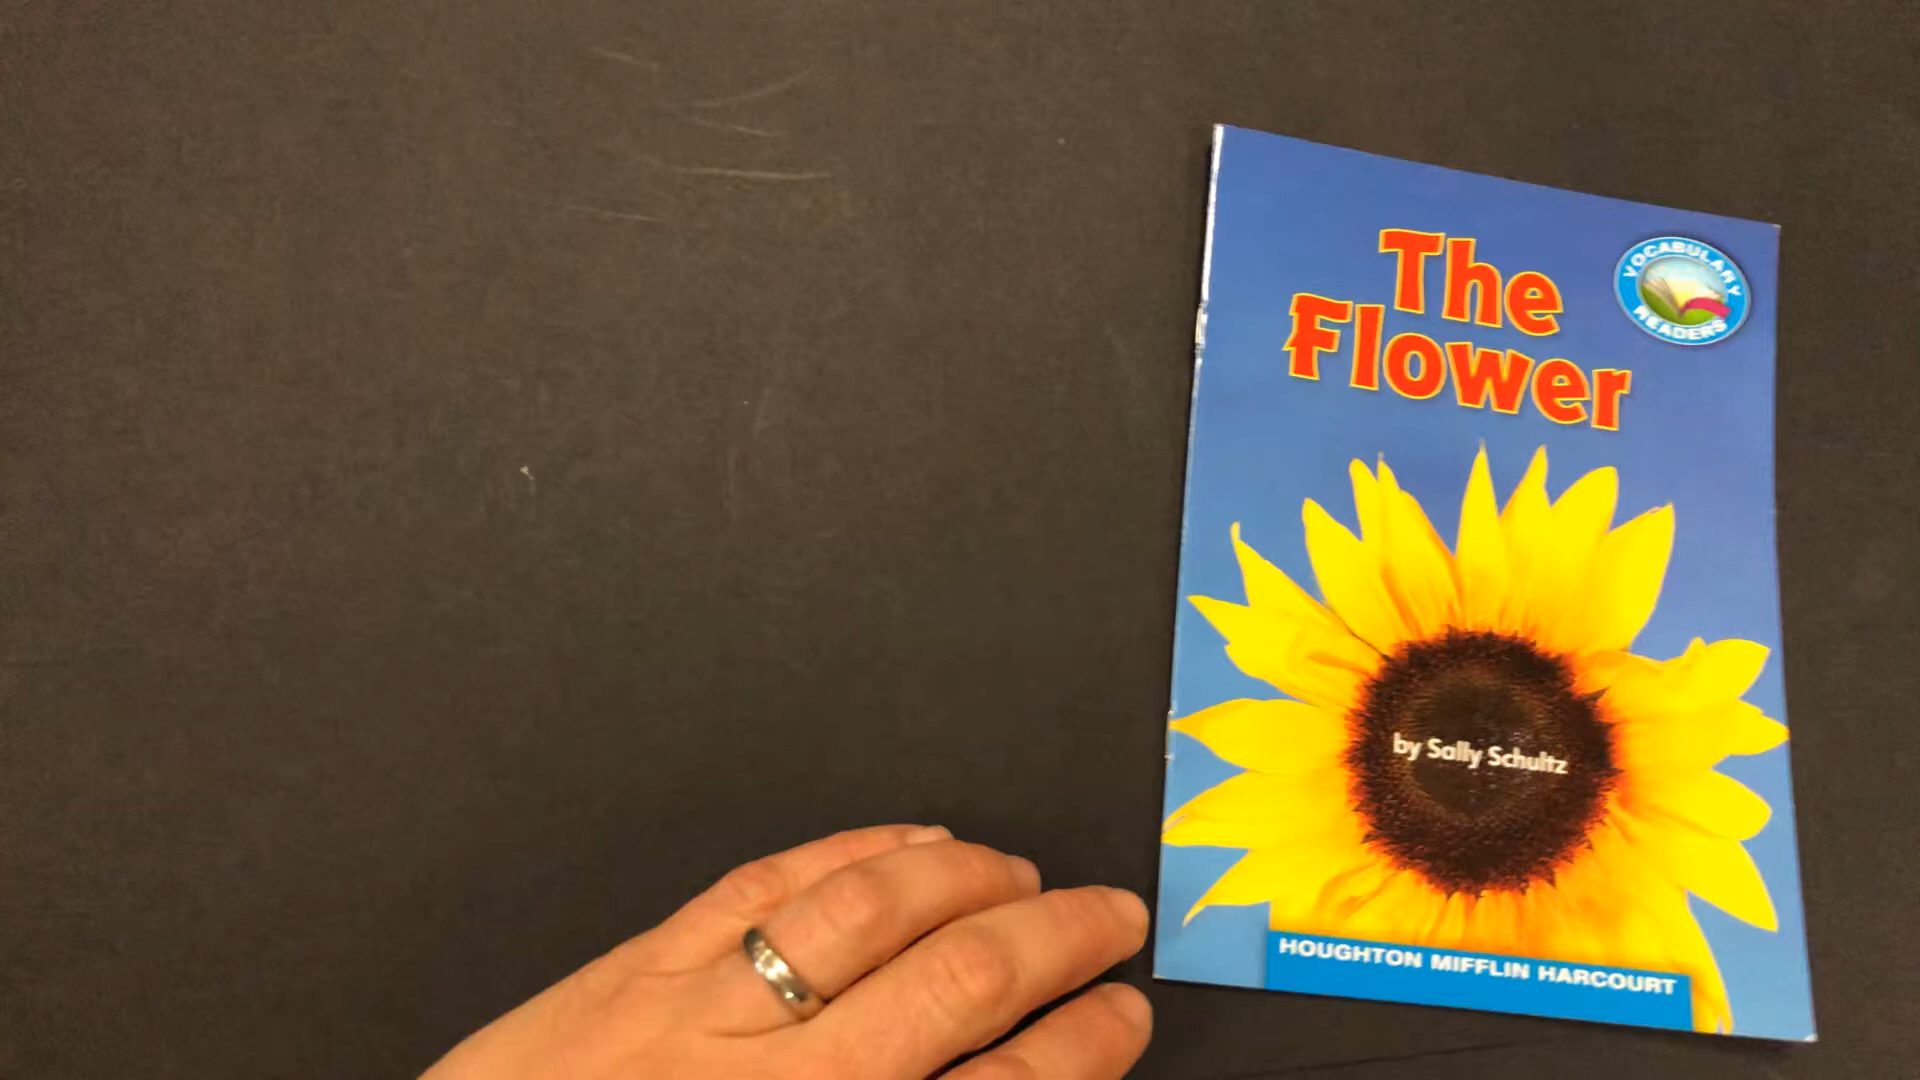 The
Flower
VOCABULARY
READERS
by Sally Schultz
HOUGHTON MIFFLIN HARCOURT